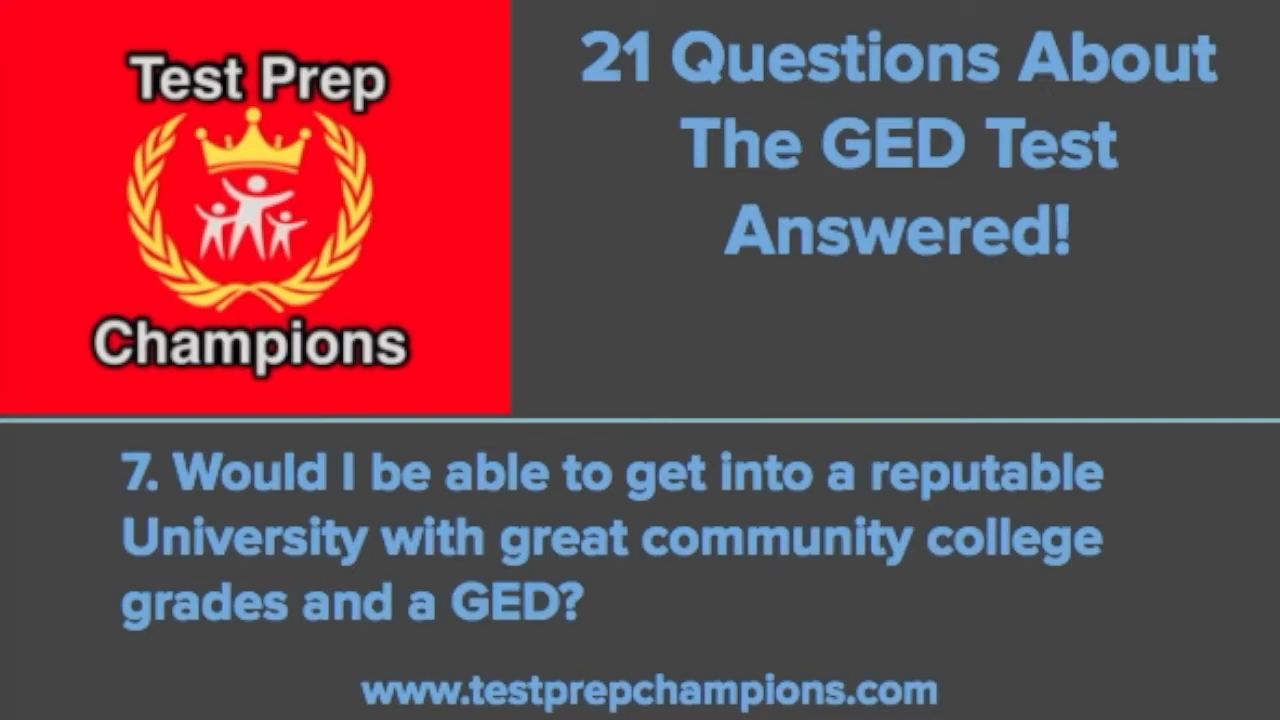 Test Prep
Champions
21 Questions About
The GED Test
Answered!
7. Would I be able to get into a reputable
University with great community college
grades and a GED?
www.testprepchampions.com